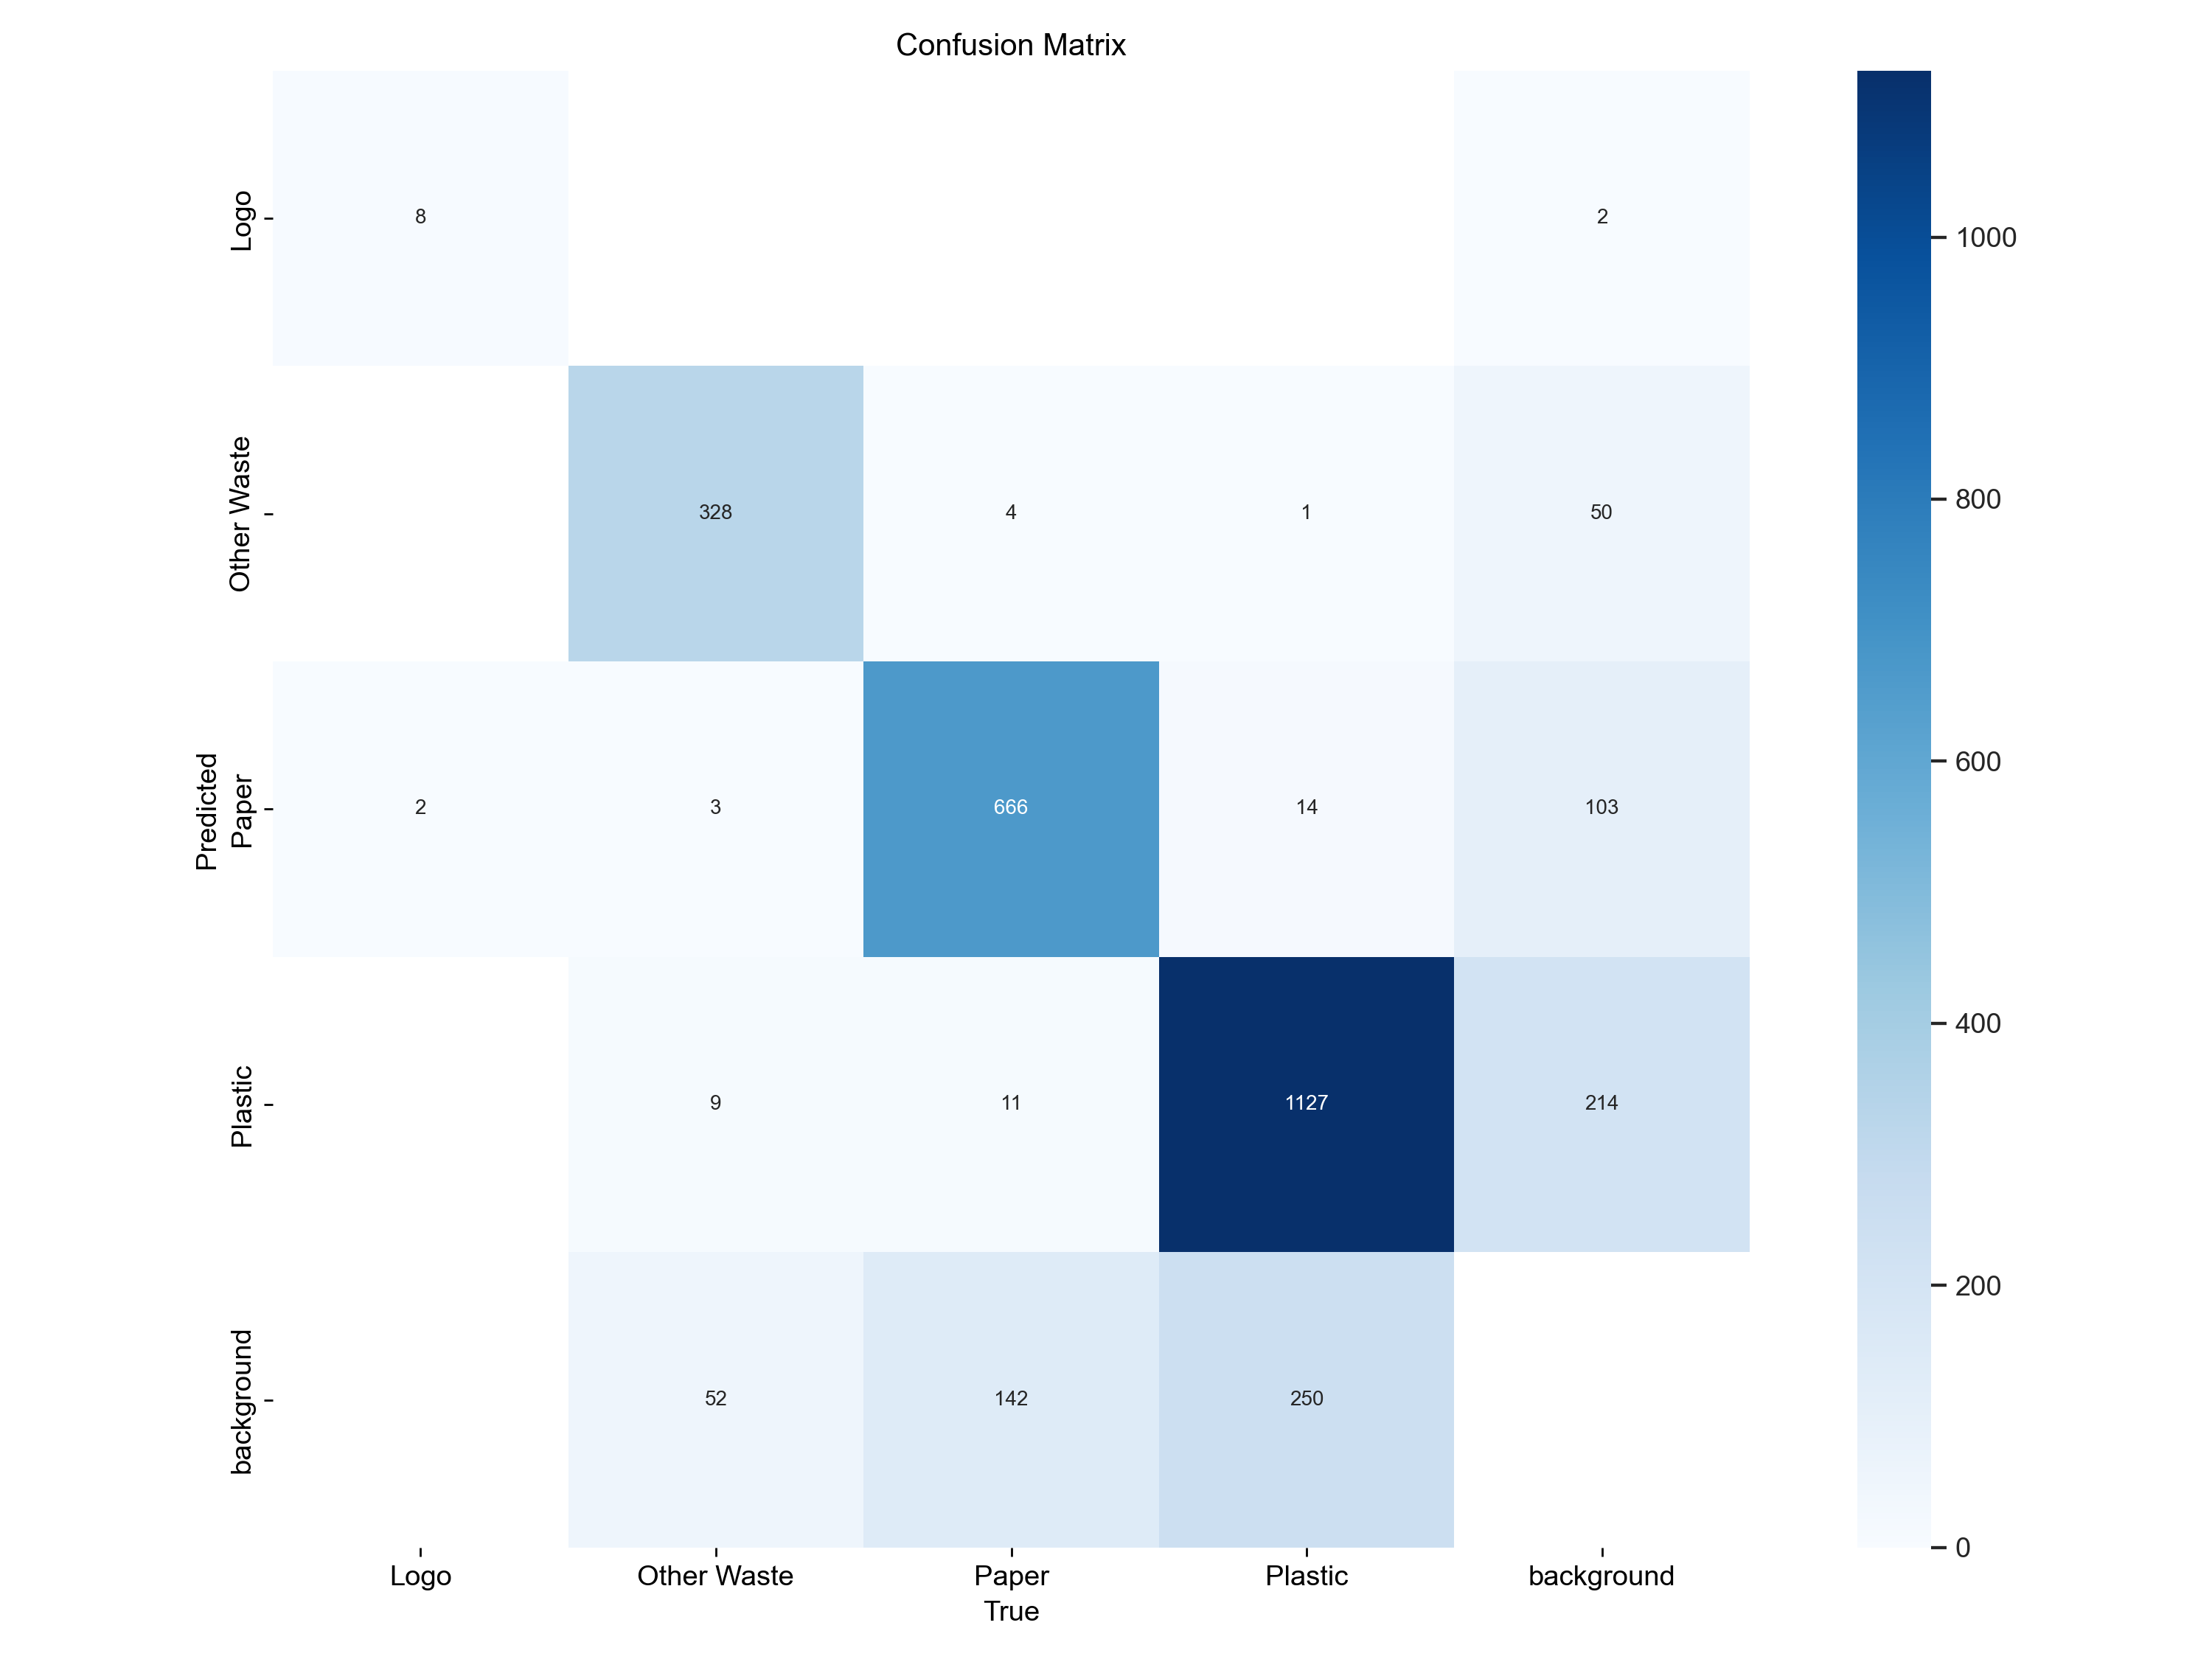 Confusion Matrix
Logo
8
2
1000
Other Waste
328
4
1
50
800
Predicted
Paper
2
3
666
14
103
600
Plastic
9
11
1127
214
400
background
52
142
250
200
0
Logo
Other Waste
Paper
Plastic
background
True